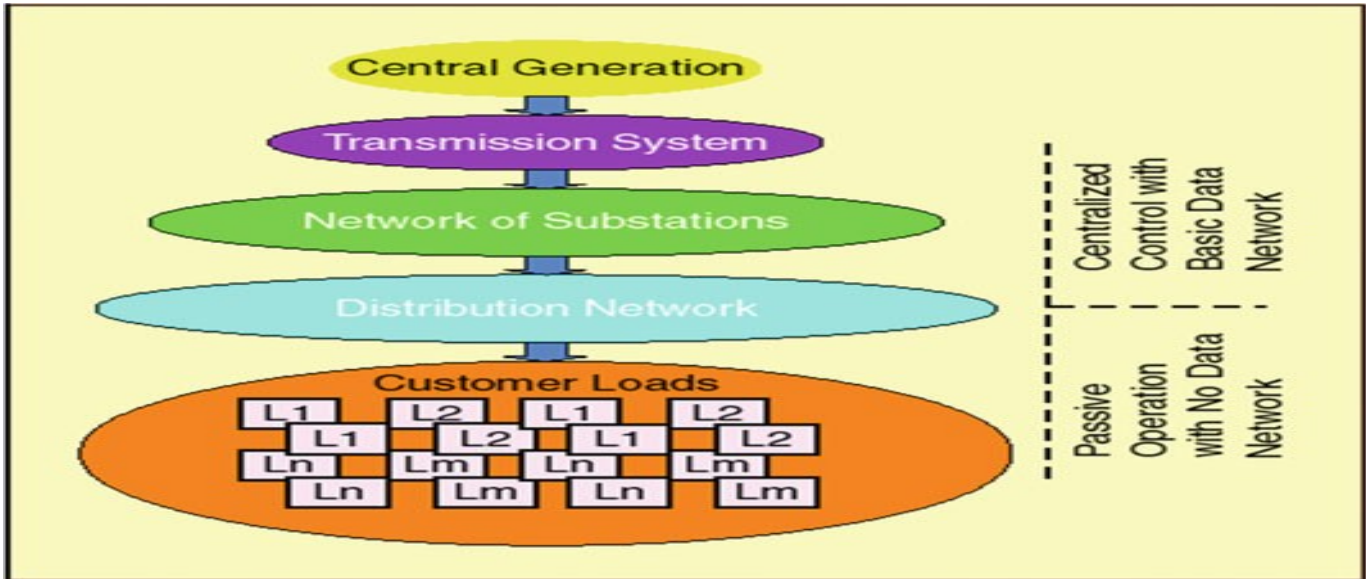 Central Generation
Transmission System
Network of Substations
Distribution Network
Customer Loads
L1 L2 L1 L2
L1 L2 L1 L2
Ln Lm Ln Lm
Ln Lm Ln Lm
Centralized
Control with
Basic Data
Network
Passive
Operation
with No Data
Network